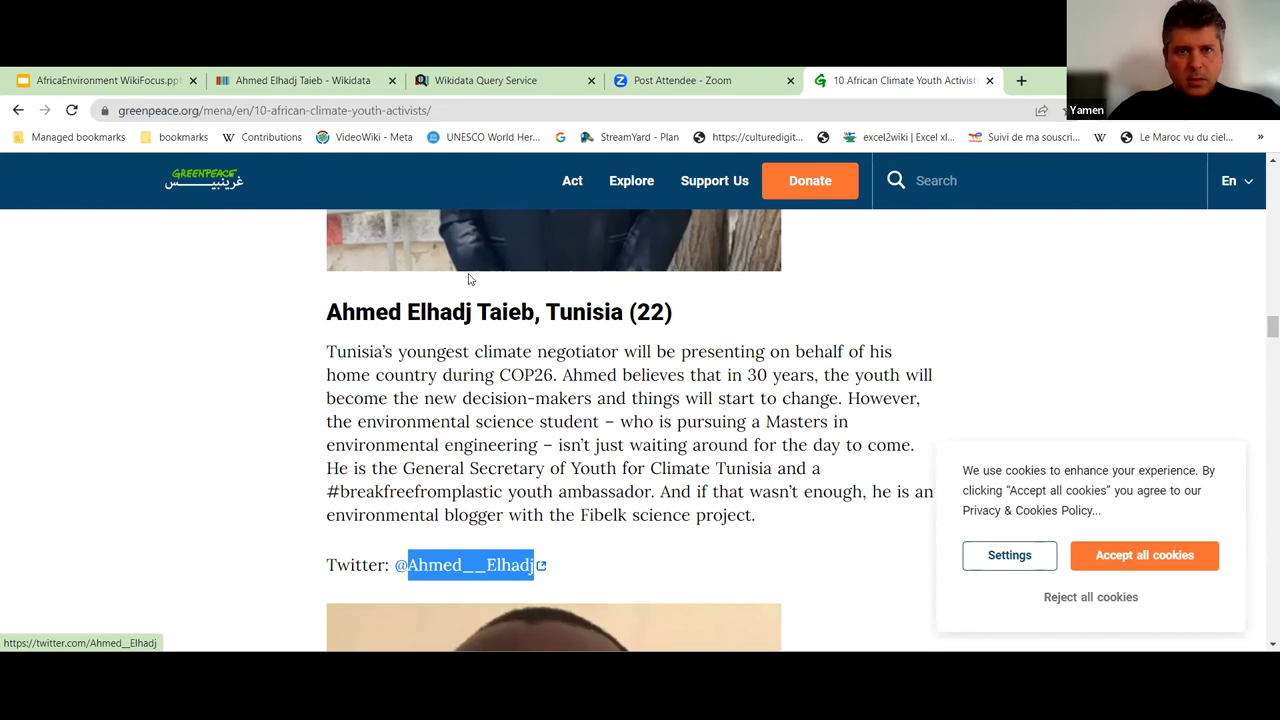 Yamen
AfricaEnvironment WikiFocus.pp
Ahmed Elhadj Taieb - Wikidata
Wikidata Query Service
Post Attendee - Zoom
10 African Climate Youth Activist
greenpeace.org/mena/en/10-african-climate-youth-activists/
Managed bookmarks
bookmarks
Contributions
VideoWiki - Meta
UNESCO World Her...
StreamYard - Plan
https://culturedigit...
excel2wiki | Excel xl...
Suivi de ma souscri...
Le Maroc vu du ciel...
»
GREENPEACE
غرينبيس
Act
Explore
Support Us
Donate
Search
En
Ahmed Elhadj Taieb, Tunisia (22)
Tunisia’s youngest climate negotiator will be presenting on behalf of his
home country during COP26. Ahmed believes that in 30 years, the youth will
become the new decision-makers and things will start to change. However,
the environmental science student – who is pursuing a Masters in
environmental engineering – isn’t just waiting around for the day to come.
He is the General Secretary of Youth for Climate Tunisia and a
#breakfreefromplastic youth ambassador. And if that wasn’t enough, he is an
environmental blogger with the Fibelk science project.
Twitter: @Ahmed__Elhadj
We use cookies to enhance your experience. By
clicking “Accept all cookies” you agree to our
Privacy & Cookies Policy...
Settings
Accept all cookies
Reject all cookies
https://twitter.com/Ahmed__Elhadj